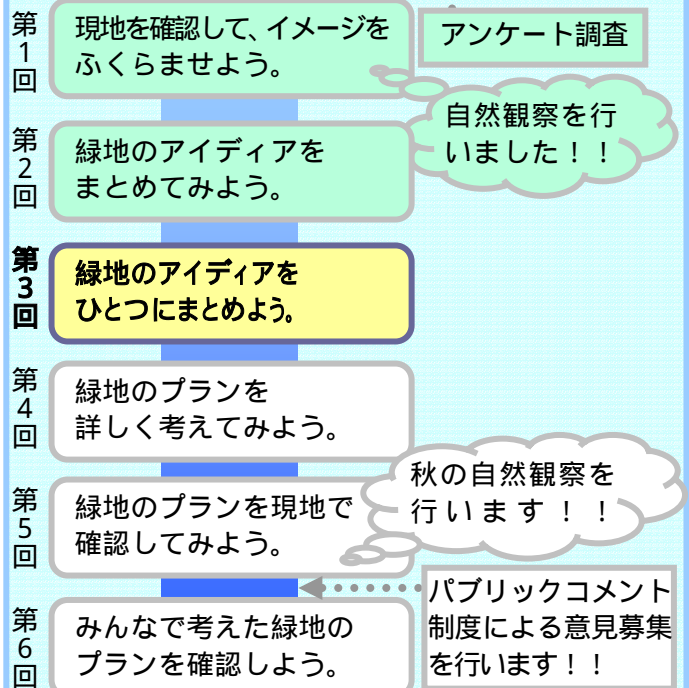 第1回
現地を確認して、イメージを
ふくらませよう。
アンケート調査
自然観察を行
いました！！
第2回
緑地のアイディアを
まとめてみよう。
第3回
緑地のアイディアを
ひとつにまとめよう。
第4回
緑地のプランを
詳しく考えてみよう。
秋の自然観察を
行います！！
第5回
緑地のプランを現地で
確認してみよう。
パブリックコメント
制度による意見募集
を行います！！
第6回
みんなで考えた緑地の
プランを確認しよう。